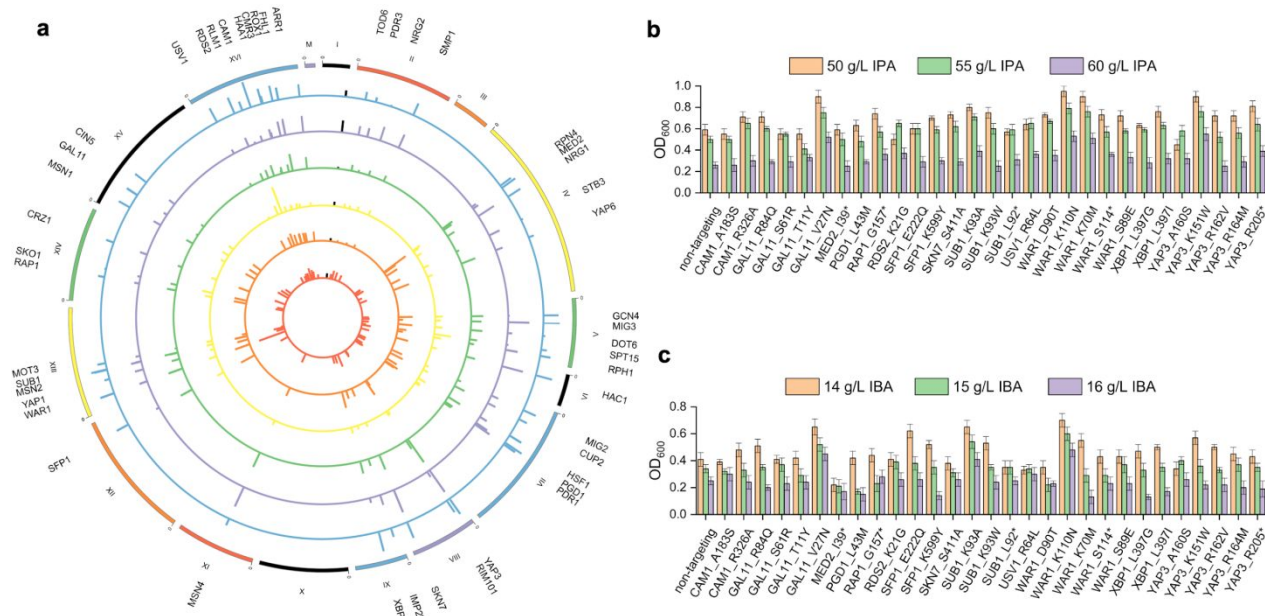 a
M
I
II
TOD6
PDR3
NRG2
SMP1
III
RPN4
MED2
NRG1
IV
STB3
YAP6
V
GCN4
MIG3
DOT6
SPT15
RPH1
VI
HAC1
VII
MIG2
CUP2
HSF1
PGD1
PDR1
VIII
YAP3
RIM101
SKN7
IX
IMP2
XBP
X
XI
MSN4
XII
SFP1
XIII
MOT3
SUB1
MSN2
YAP1
WAR1
XIV
CRZ1
SKO1
RAP1
XV
CIN5
GAL11
MSN1
XVI
USV1
RDS2
RLM1
CAM1
HAA1
CMR3
ROX1
FHL1
ARR1
b
50 g/L IPA
55 g/L IPA
60 g/L IPA
OD600
1.0
0.8
0.6
0.4
0.2
0.0
non-targeting
CAM1_A183S
CAM1_R326A
GAL11_R84Q
GAL11_S61R
GAL11_T11Y
GAL11_V27N
MED2_I39*
PGD1_L43M
RAP1_G157*
RDS2_K21G
SFP1_E222Q
SFP1_K599Y
SKN7_S411A
SUB1_K93A
SUB1_K93W
SUB1_L92*
USV1_R64L
WAR1_D90T
WAR1_K110N
WAR1_K70M
WAR1_S114*
WAR1_S89E
XBP1_L397G
XBP1_L397I
YAP3_A160S
YAP3_K151W
YAP3_R162V
YAP3_R164M
YAP3_R205*
c
14 g/L IBA
15 g/L IBA
16 g/L IBA
OD600
0.8
0.6
0.4
0.2
0.0
non-targeting
CAM1_A183S
CAM1_R326A
GAL11_R84Q
GAL11_S61R
GAL11_T11Y
GAL11_V27N
MED2_I39*
PGD1_L43M
RAP1_G157*
RDS2_K21G
SFP1_E222Q
SFP1_K599Y
SKN7_S411A
SUB1_K93A
SUB1_K93W
SUB1_L92*
USV1_R64L
WAR1_D90T
WAR1_K110N
WAR1_K70M
WAR1_S114*
WAR1_S89E
XBP1_L397G
XBP1_L397I
YAP3_A160S
YAP3_K151W
YAP3_R162V
YAP3_R164M
YAP3_R205*